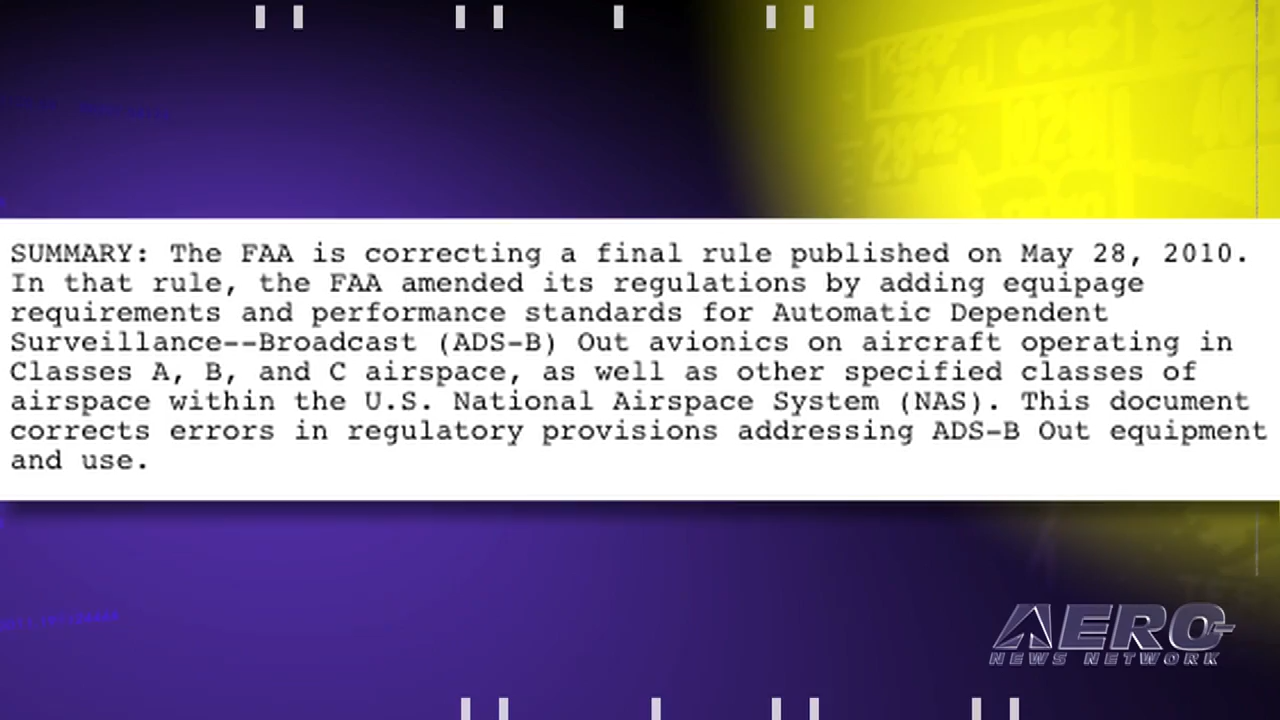 SUMMARY: The FAA is correcting a final rule published on May 28, 2010.
In that rule, the FAA amended its regulations by adding equipage
requirements and performance standards for Automatic Dependent
Surveillance--Broadcast (ADS-B) Out avionics on aircraft operating in
Classes A, B, and C airspace, as well as other specified classes of
airspace within the U.S. National Airspace System (NAS). This document
corrects errors in regulatory provisions addressing ADS-B Out equipment
and use.
AERO
NEWS NETWORK